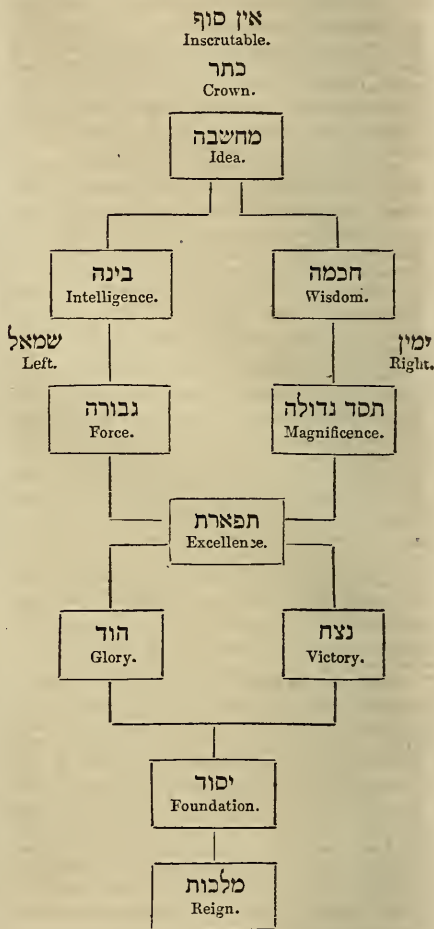 אין סוף
Inscrutable.
כתר
Crown.
מחשבה
Idea.
בינה
Intelligence.
חכמה
Wisdom.
שמאל
Left.
ימין
Right.
גבורה
Force.
תסד גדולה
Magnificence.
תפארת
Excellence.
הוד
Glory.
נצח
Victory.
יסוד
Foundation.
מלכות
Reign.